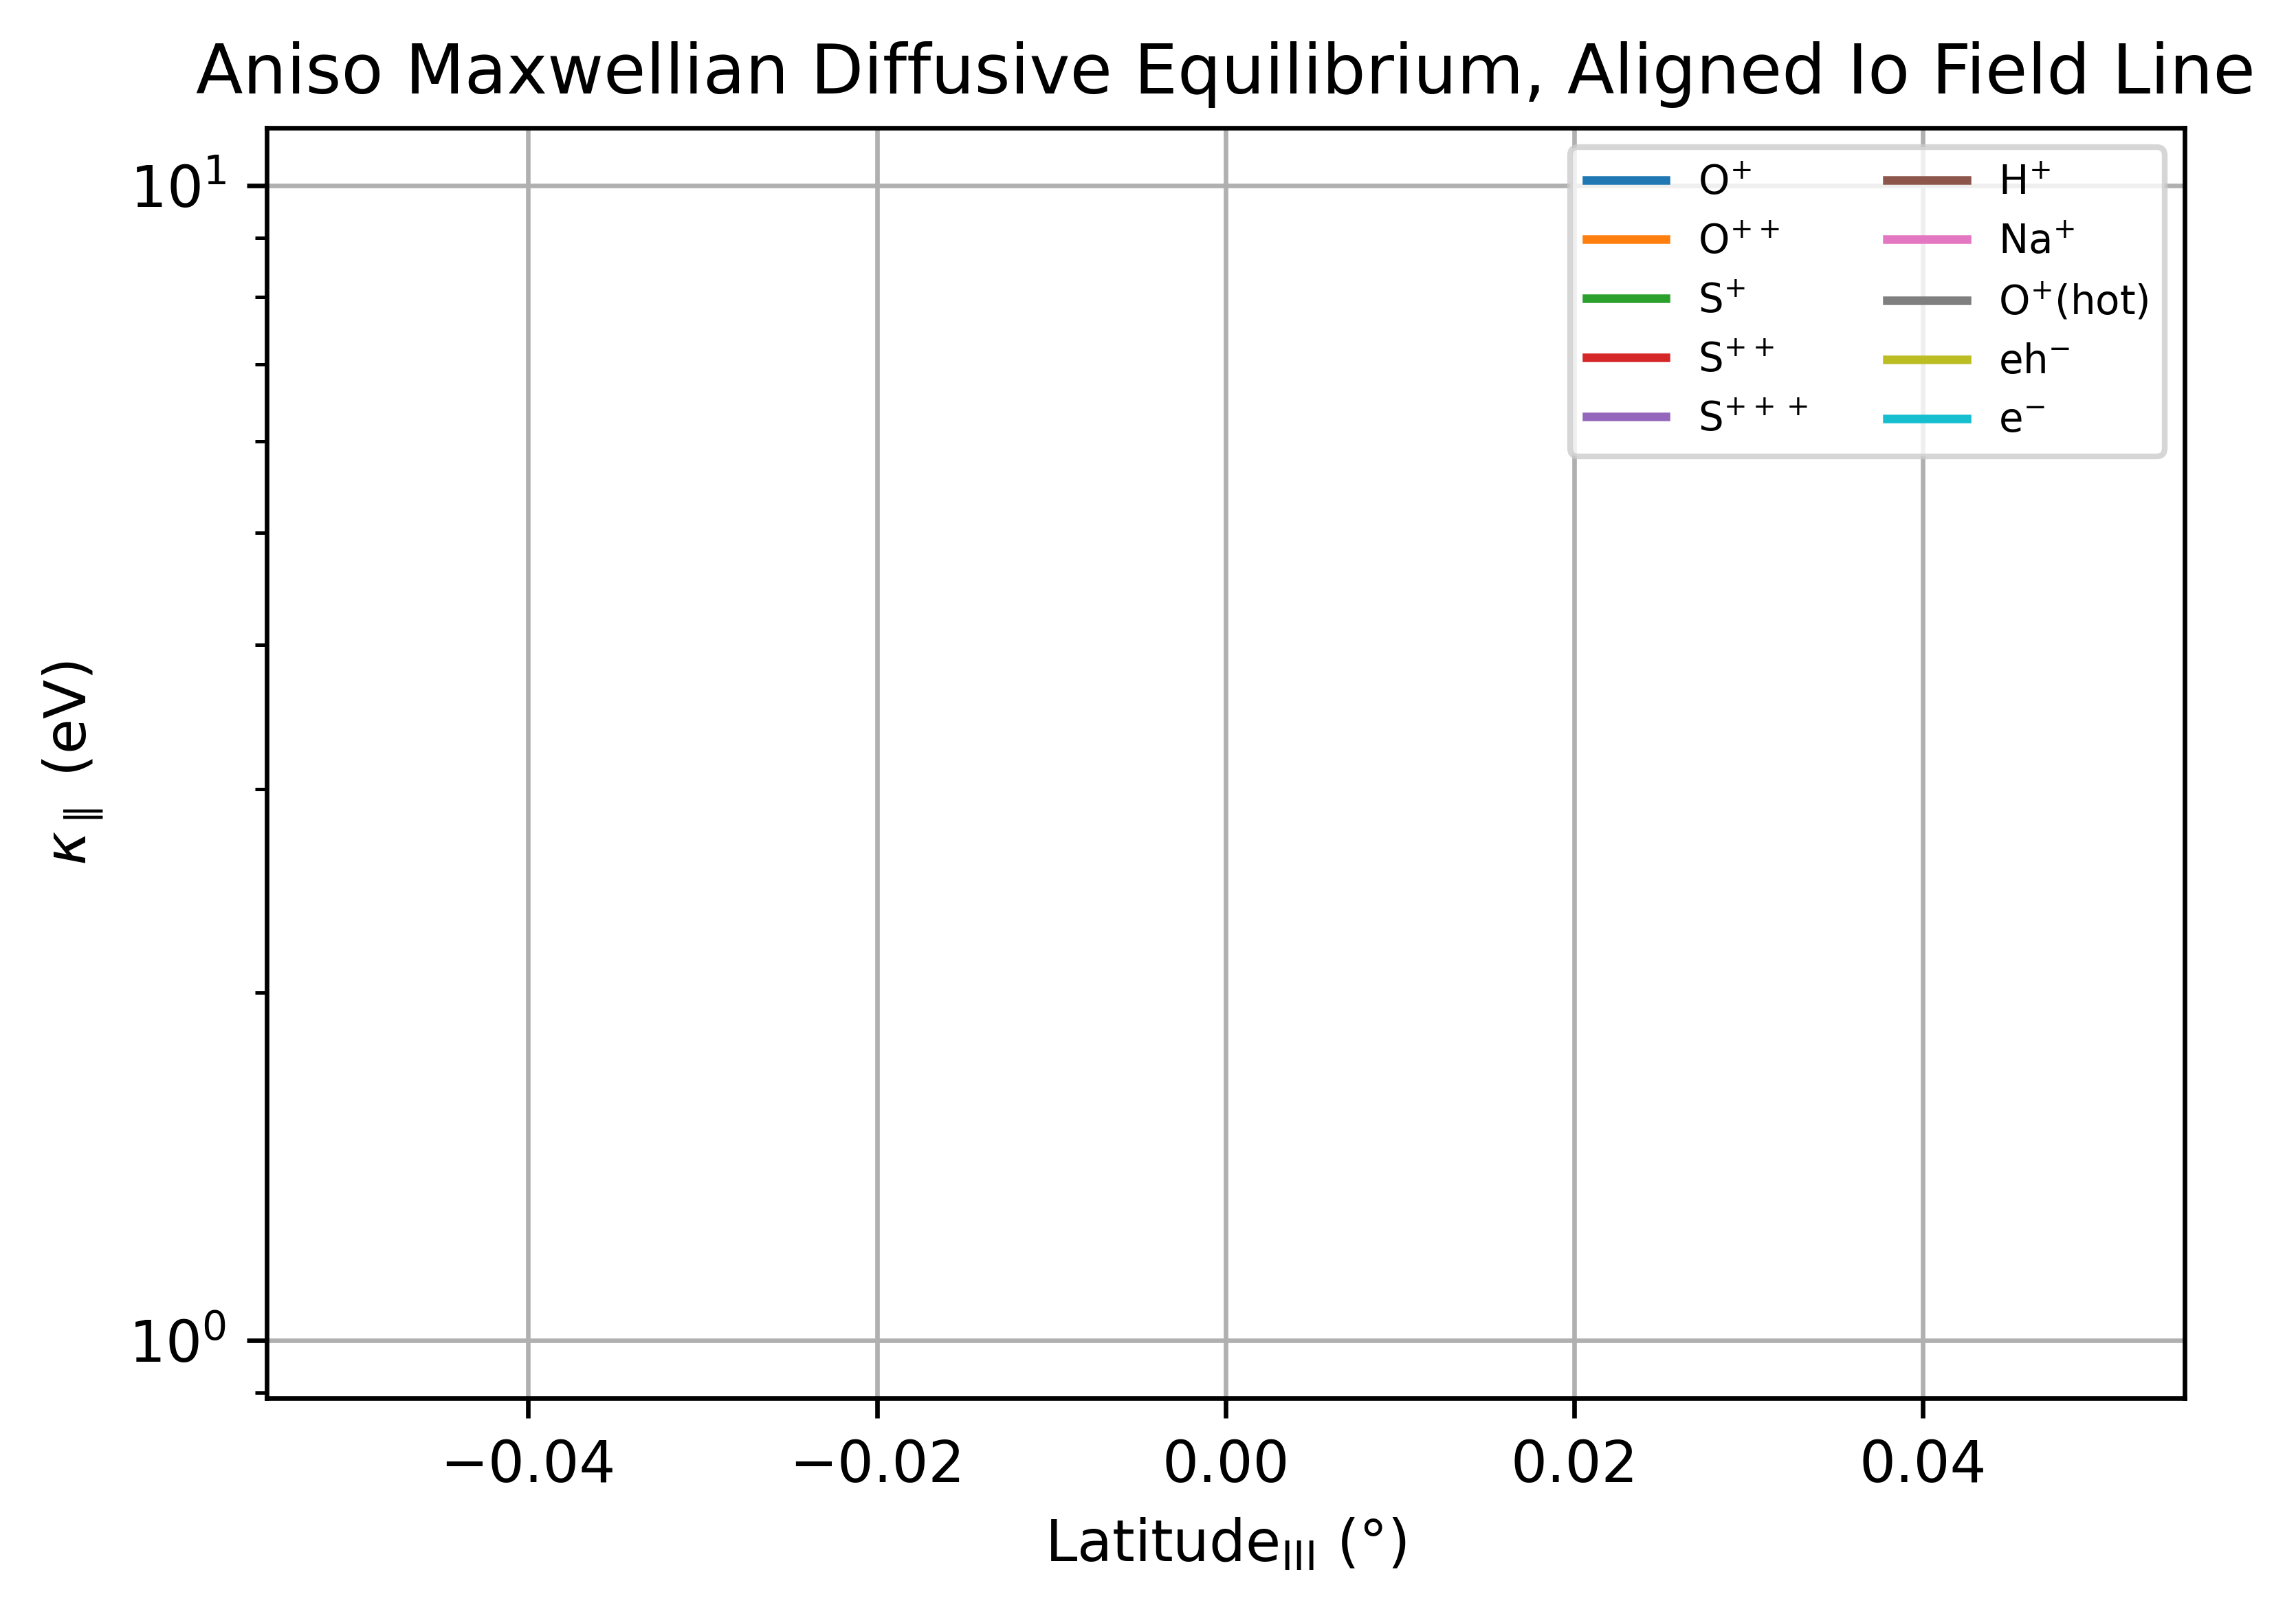 Aniso Maxwellian Diffusive Equilibrium, Aligned Io Field Line
10¹
10⁰
κ∥ (eV)
O⁺
O⁺⁺
S⁺
S⁺⁺
S⁺⁺⁺
H⁺
Na⁺
O⁺(hot)
eh⁻
e⁻
−0.04 −0.02 0.00 0.02 0.04
Latitude_III (°)